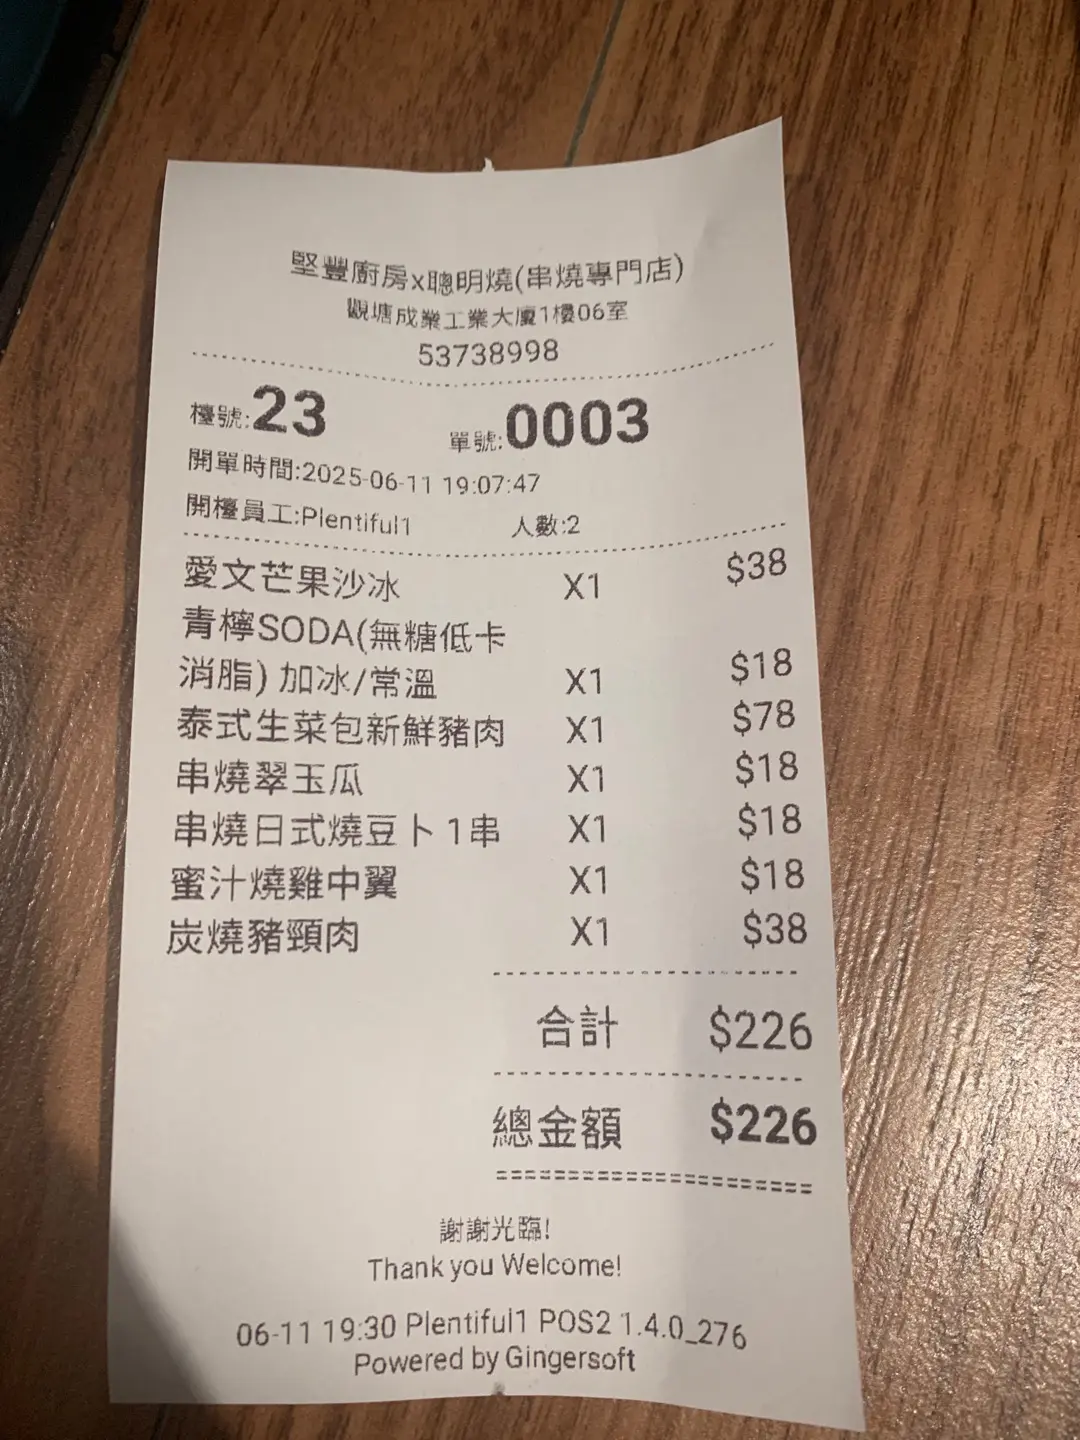 堅豐廚房x聰明燒(串燒專門店)
觀塘成業工業大廈1樓06室
53738998
檯號:23 單號:0003
開單時間:2025-06-11 19:07:47
開檯員工:Plentiful1 人數:2
愛文芒果沙冰 X1 $38
青檸SODA(無糖低卡
消脂) 加冰/常溫 X1 $18
泰式生菜包新鮮豬肉 X1 $78
串燒翠玉瓜 X1 $18
串燒日式燒豆卜 1串 X1 $18
蜜汁燒雞中翼 X1 $18
炭燒豬頸肉 X1 $38
合計 $226
總金額 $226
謝謝光臨!
Thank you Welcome!
06-11 19:30 Plentiful1 POS2 1.4.0_276
Powered by Gingersoft